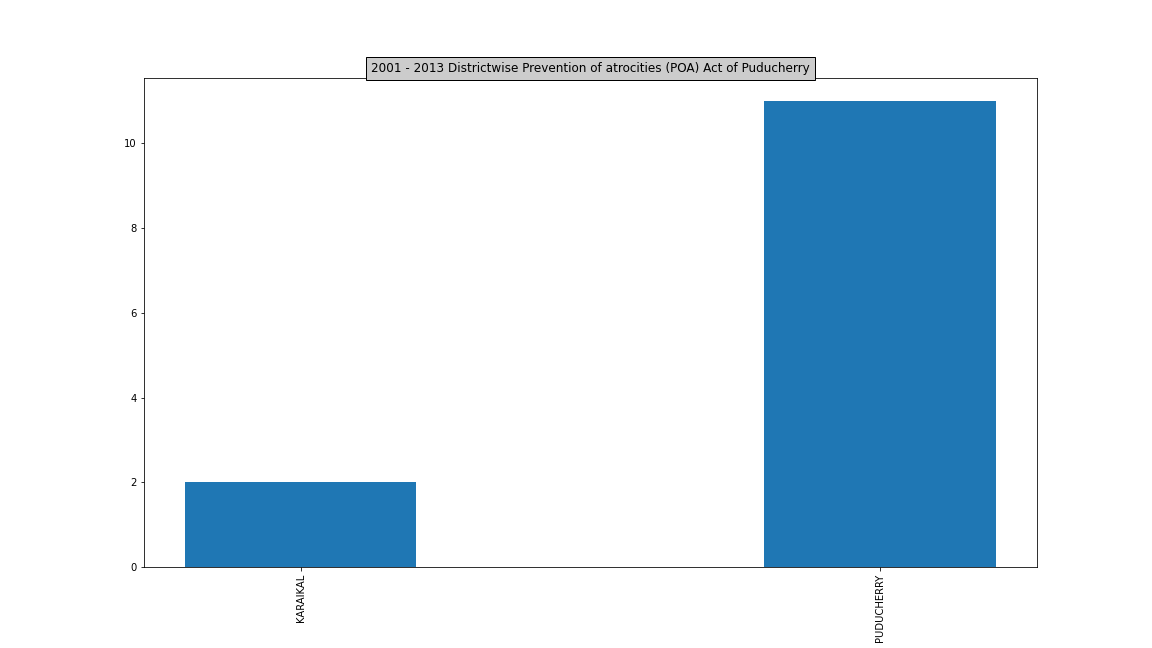 2001 - 2013 Districtwise Prevention of atrocities (POA) Act of Puducherry
10
8
6
4
2
0
KARAIKAL
PUDUCHERRY